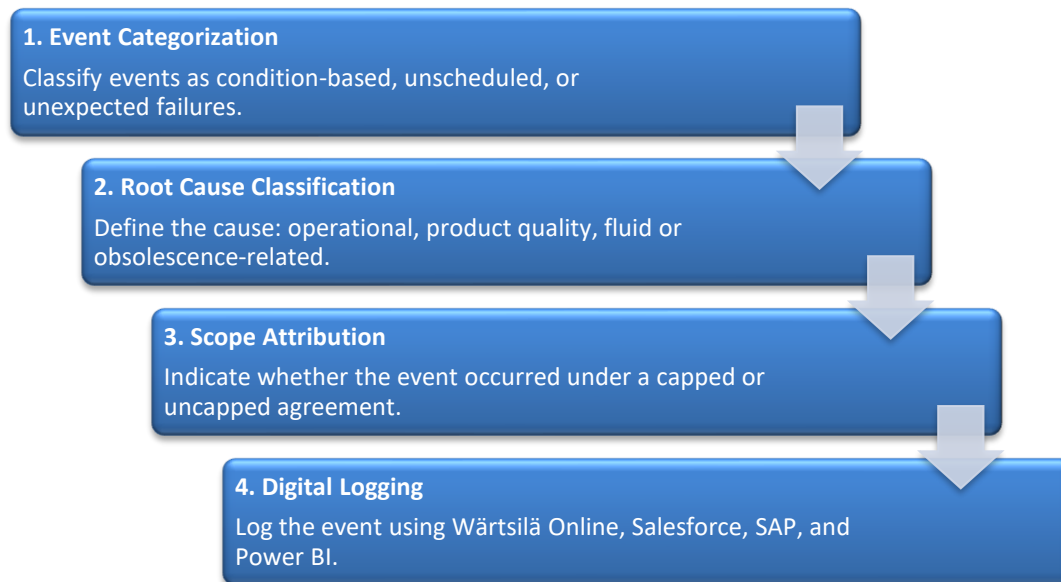 1. Event Categorization
Classify events as condition-based, unscheduled, or
unexpected failures.
2. Root Cause Classification
Define the cause: operational, product quality, fluid or
obsolescence-related.
3. Scope Attribution
Indicate whether the event occurred under a capped or
uncapped agreement.
4. Digital Logging
Log the event using Wärtsilä Online, Salesforce, SAP, and
Power BI.